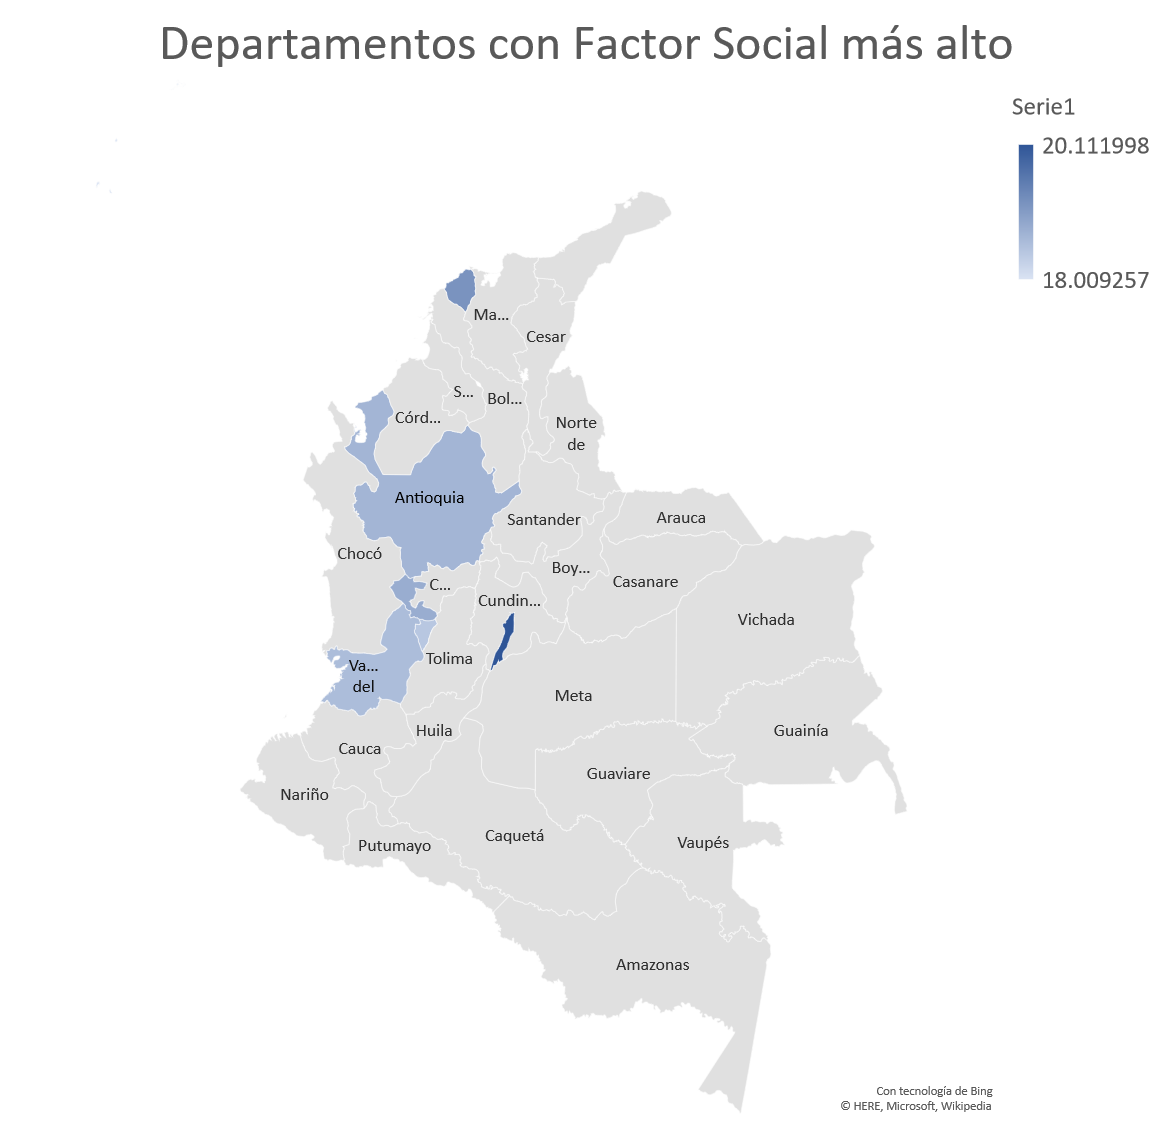 Departamentos con Factor Social más alto
Serie1
20.111998
18.009257
Ma...
Cesar
S...
Bol...
Córd...
Norte
de
Antioquia
Santander
Arauca
Chocó
Boy...
C...
Casanare
Cundin...
Vichada
Tolima
Va...
del
Meta
Huila
Guainía
Cauca
Guaviare
Nariño
Caquetá
Vaupés
Putumayo
Amazonas
Con tecnología de Bing
© HERE, Microsoft, Wikipedia